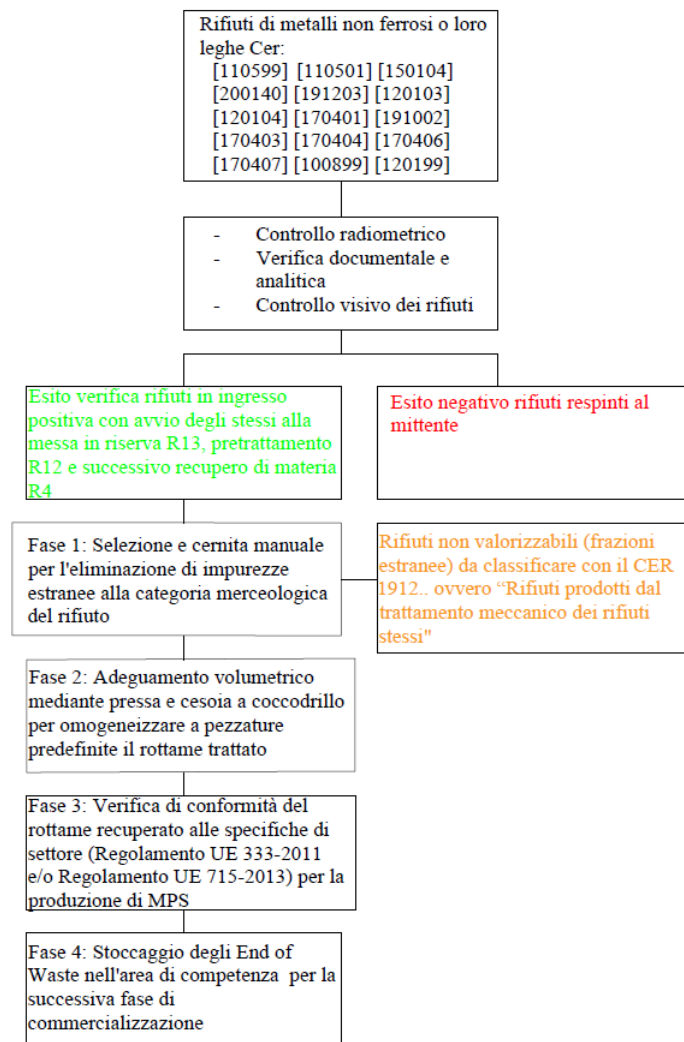 Rifiuti di metalli non ferrosi o loro
leghe Cer:
[110599] [110501] [150104]
[200140] [191203] [120103]
[120104] [170401] [191002]
[170403] [170404] [170406]
[170407] [100899] [120199]
- Controllo radiometrico
- Verifica documentale e
analitica
- Controllo visivo dei rifiuti
Esito verifica rifiuti in ingresso
positiva con avvio degli stessi alla
messa in riserva R13, pretrattamento
R12 e successivo recupero di materia
R4
Esito negativo rifiuti respinti al
mittente
Fase 1: Selezione e cernita manuale
per l'eliminazione di impurezze
estranee alla categoria merceologica
del rifiuto
Rifiuti non valorizzabili (frazioni
estranee) da classificare con il CER
1912.. ovvero “Rifiuti prodotti dal
trattamento meccanico dei rifiuti
stessi"
Fase 2: Adeguamento volumetrico
mediante pressa e cesoia a coccodrillo
per omogeneizzare a pezzature
predefinite il rottame trattato
Fase 3: Verifica di conformità del
rottame recuperato alle specifiche di
settore (Regolamento UE 333-2011
e/o Regolamento UE 715-2013) per la
produzione di MPS
Fase 4: Stoccaggio degli End of
Waste nell'area di competenza per la
successiva fase di
commercializzazione